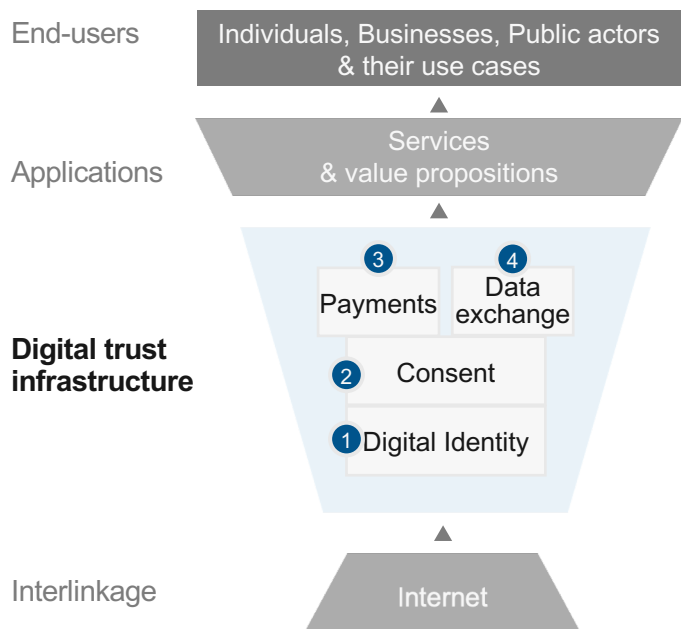 End-users
Individuals, Businesses, Public actors
& their use cases
Applications
Services
& value propositions
Digital trust
infrastructure
3
4
Payments
Data
exchange
2
Consent
1
Digital Identity
Interlinkage
Internet